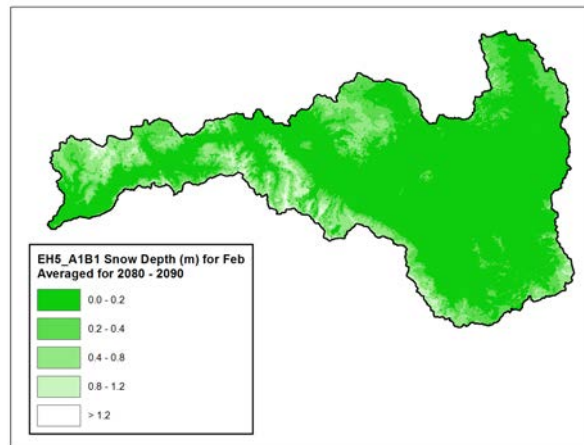 EH5_A1B1 Snow Depth (m) for Feb
Averaged for 2080 - 2090
0.0 - 0.2
0.2 - 0.4
0.4 - 0.8
0.8 - 1.2
> 1.2